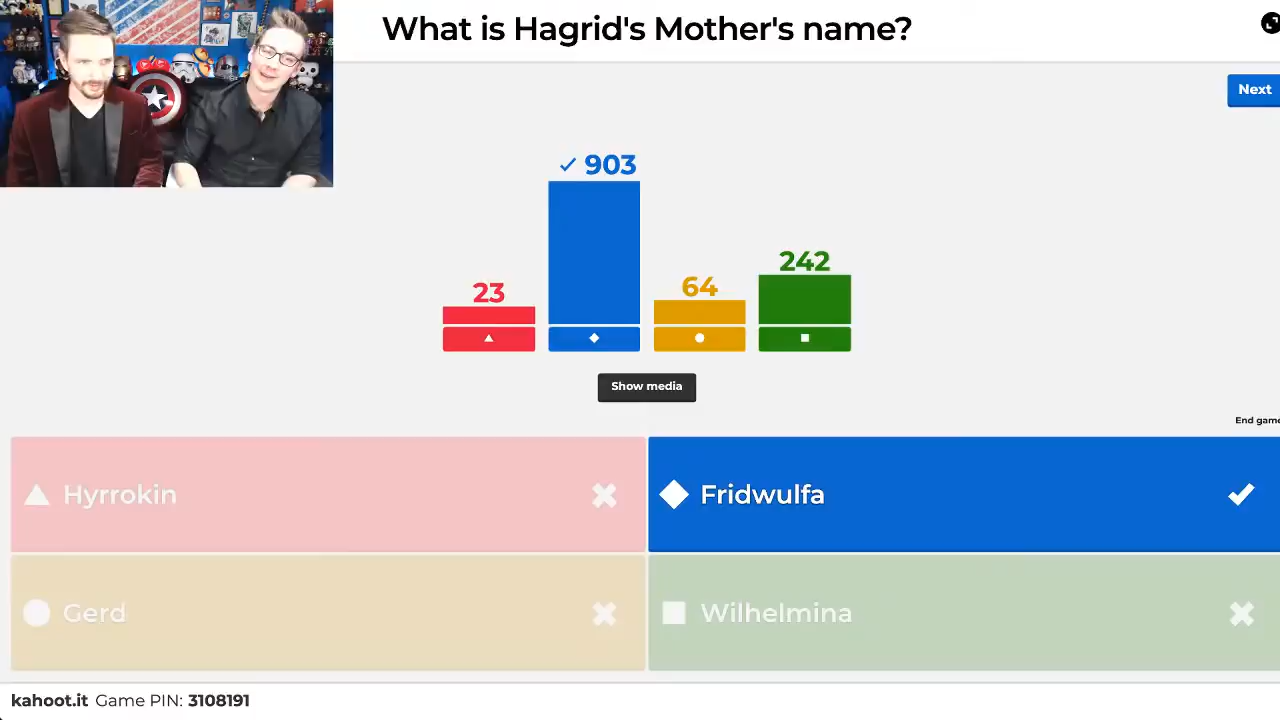 What is Hagrid's Mother's name?
Next
903
242
64
23
Show media
End game
Hyrrokin
Fridwulfa
Gerd
Wilhelmina
kahoot.it Game PIN: 3108191